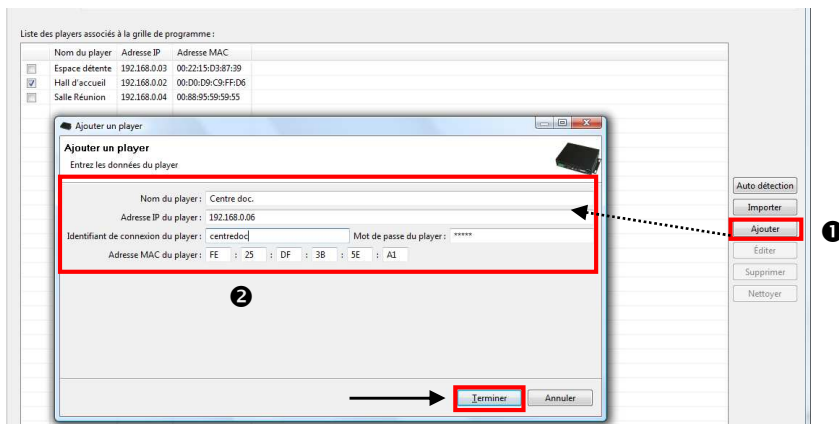 Liste des players associés à la grille de programme :
Nom du player Adresse IP Adresse MAC
Espace détente 192.168.0.03 00:22:15:D3:87:39
Hall d'accueil 192.168.0.02 00:D0:D9:C9:FF:D6
Salle Réunion 192.168.0.04 00:88:95:59:59:55
Ajouter un player
Ajouter un player
Entrez les données du player
Nom du player : Centre doc.
Adresse IP du player : 192.168.0.06
Identifiant de connexion du player : centredoc Mot de passe du player : *****
Adresse MAC du player : FE : 25 : DF : 3B : 5E : A1
❷
Terminer Annuler
Auto détection
Importer
Ajouter ❶
Éditer
Supprimer
Nettoyer